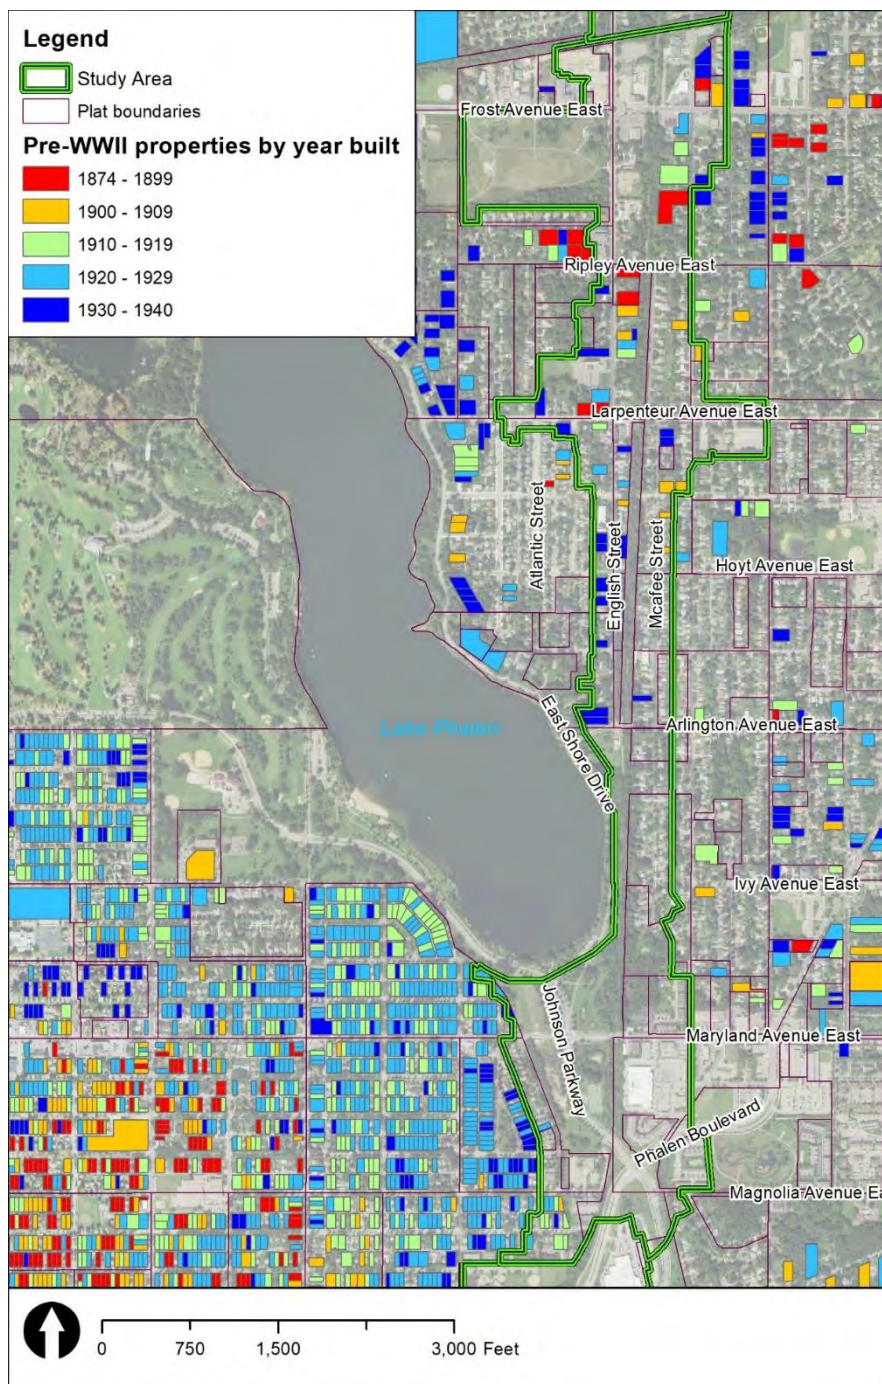 Legend
Study Area
Plat boundaries
Pre-WWII properties by year built
1874 - 1899
1900 - 1909
1910 - 1919
1920 - 1929
1930 - 1940
Frost Avenue East
Ripley Avenue East
Larpenteur Avenue East
Atlantic Street
English Street
Mcafee Street
Hoyt Avenue East
Lake Phalen
East Shore Drive
Arlington Avenue East
Ivy Avenue East
Johnson Parkway
Maryland Avenue East
Phalen Boulevard
Magnolia Avenue Ea
0 750 1,500 3,000 Feet